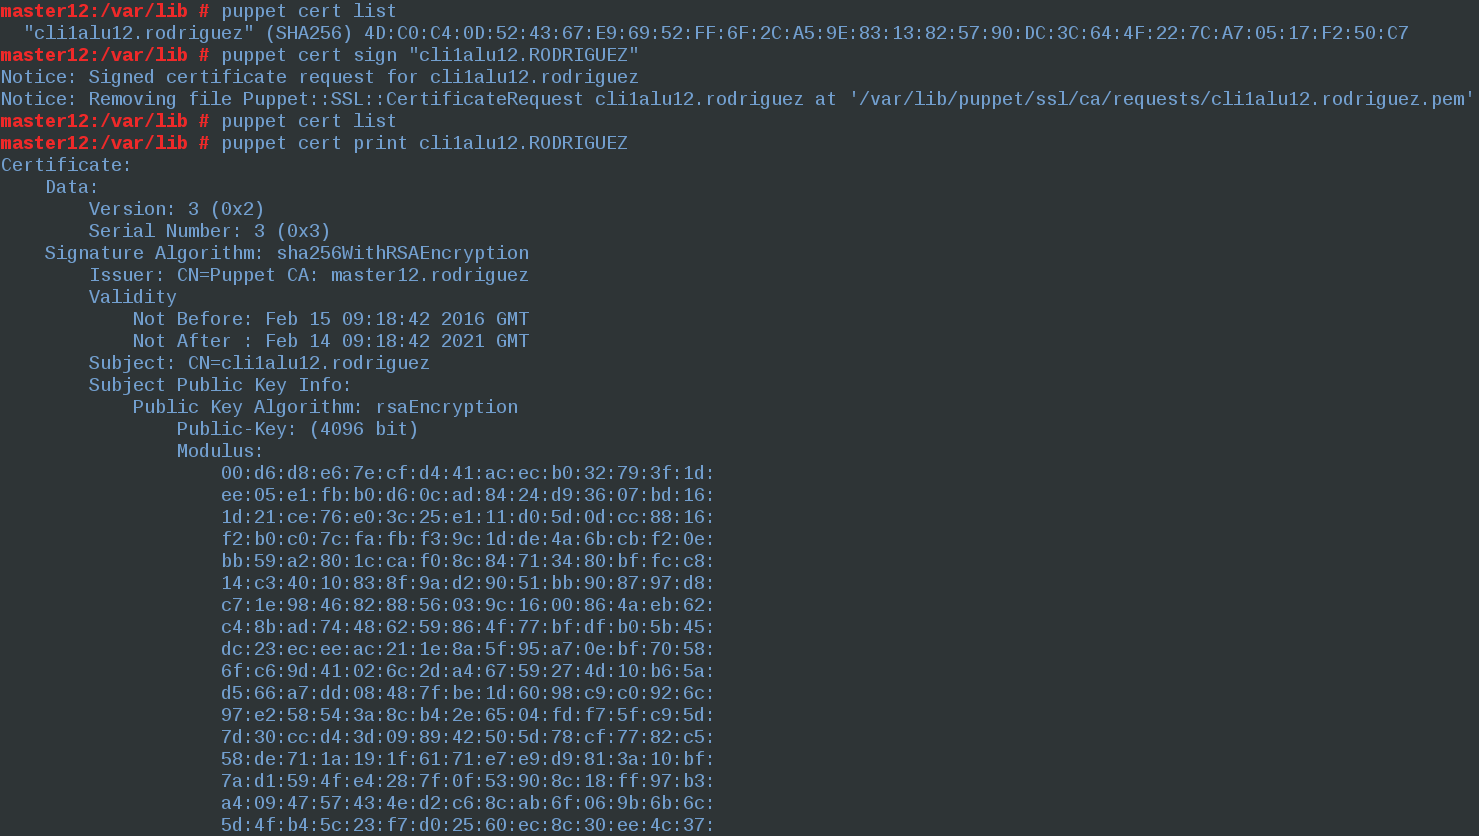 master12:/var/lib # puppet cert list
  "cli1alu12.rodriguez" (SHA256) 4D:C0:C4:0D:52:43:67:E9:69:52:FF:6F:2C:A5:9E:83:13:82:57:90:DC:3C:64:4F:22:7C:A7:05:17:F2:50:C7
master12:/var/lib # puppet cert sign "cli1alu12.RODRIGUEZ"
Notice: Signed certificate request for cli1alu12.rodriguez
Notice: Removing file Puppet::SSL::CertificateRequest cli1alu12.rodriguez at '/var/lib/puppet/ssl/ca/requests/cli1alu12.rodriguez.pem'
master12:/var/lib # puppet cert list
master12:/var/lib # puppet cert print cli1alu12.RODRIGUEZ
Certificate:
    Data:
        Version: 3 (0x2)
        Serial Number: 3 (0x3)
    Signature Algorithm: sha256WithRSAEncryption
        Issuer: CN=Puppet CA: master12.rodriguez
        Validity
            Not Before: Feb 15 09:18:42 2016 GMT
            Not After : Feb 14 09:18:42 2021 GMT
        Subject: CN=cli1alu12.rodriguez
        Subject Public Key Info:
            Public Key Algorithm: rsaEncryption
                Public-Key: (4096 bit)
                Modulus:
                    00:d6:d8:e6:7e:cf:d4:41:ac:ec:b0:32:79:3f:1d:
                    ee:05:e1:fb:b0:d6:0c:ad:84:24:d9:36:07:bd:16:
                    1d:21:ce:76:e0:3c:25:e1:11:d0:5d:0d:cc:88:16:
                    f2:b0:c0:7c:fa:fb:f3:9c:1d:de:4a:6b:cb:f2:0e:
                    bb:59:a2:80:1c:ca:f0:8c:84:71:34:80:bf:fc:c8:
                    14:c3:40:10:83:8f:9a:d2:90:51:bb:90:87:97:d8:
                    c7:1e:98:46:82:88:56:03:9c:16:00:86:4a:eb:62:
                    c4:8b:ad:74:48:62:59:86:4f:77:bf:df:b0:5b:45:
                    dc:23:ec:ee:ac:21:1e:8a:5f:95:a7:0e:bf:70:58:
                    6f:c6:9d:41:02:6c:2d:a4:67:59:27:4d:10:b6:5a:
                    d5:66:a7:dd:08:48:7f:be:1d:60:98:c9:c0:92:6c:
                    97:e2:58:54:3a:8c:b4:2e:65:04:fd:f7:5f:c9:5d:
                    7d:30:cc:d4:3d:09:89:42:50:5d:78:cf:77:82:c5:
                    58:de:71:1a:19:1f:61:71:e7:e9:d9:81:3a:10:bf:
                    7a:d1:59:4f:e4:28:7f:0f:53:90:8c:18:ff:97:b3:
                    a4:09:47:57:43:4e:d2:c6:8c:ab:6f:06:9b:6b:6c:
                    5d:4f:b4:5c:23:f7:d0:25:60:ec:8c:30:ee:4c:37: